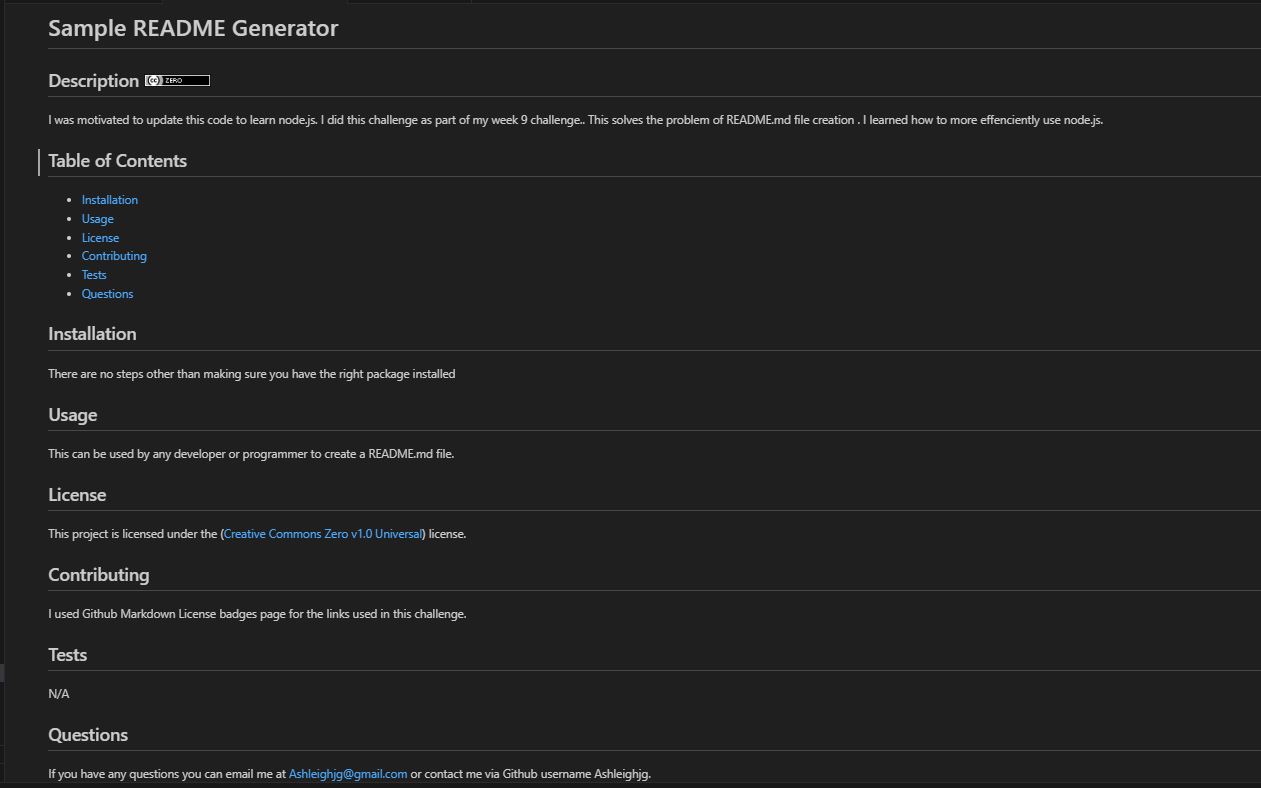 Sample README Generator
Description ZERO
I was motivated to update this code to learn node.js. I did this challenge as part of my week 9 challenge.. This solves the problem of README.md file creation . I learned how to more effenciently use node.js.
Table of Contents
Installation
Usage
License
Contributing
Tests
Questions
Installation
There are no steps other than making sure you have the right package installed
Usage
This can be used by any developer or programmer to create a README.md file.
License
This project is licensed under the (Creative Commons Zero v1.0 Universal) license.
Contributing
I used Github Markdown License badges page for the links used in this challenge.
Tests
N/A
Questions
If you have any questions you can email me at Ashleighjg@gmail.com or contact me via Github username Ashleighjg.